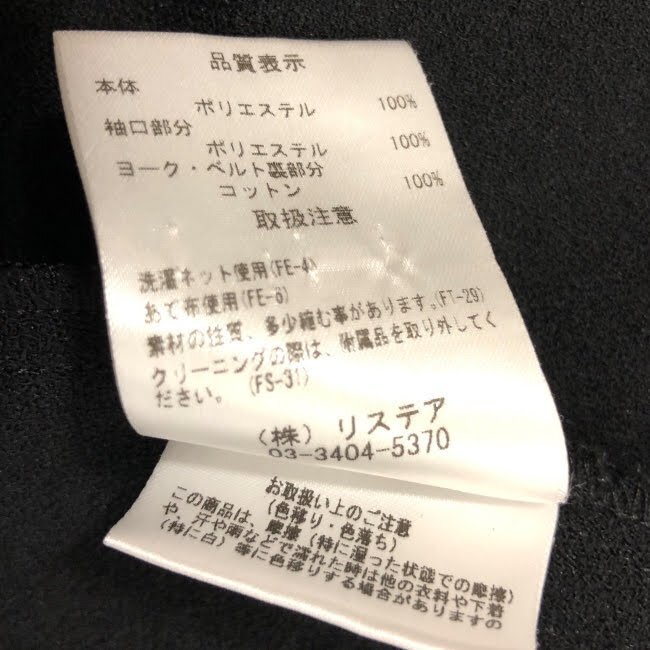 品質表示
本体
ポリエステル 100%
袖口部分
ポリエステル 100%
ヨーク・ベルト裏部分
コットン 100%
取扱注意
洗濯ネット使用(FE-4)
あて布使用(FE-6)
素材の性質、多少縮む事があります。(FT-29)
クリーニングの際は、附属品を取り外してく
ださい。 (FS-31)
(株) リステア
03-3404-5370
お取扱い上のご注意
(色移り・色落ち)
この商品は、摩擦(特に湿った状態での摩擦)
や、汗や雨などで濡れた時は他の衣料や下着
(特に白)等に色移りする場合がありますの